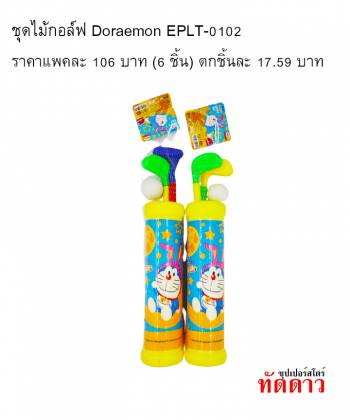 ชุดไม้กอล์ฟ Doraemon EPLT-0102
ราคาแพคละ 106 บาท (6 ชิ้น) ตกชิ้นละ 17.59 บาท
ซุปเปอร์สโตร์
ทัดดาว